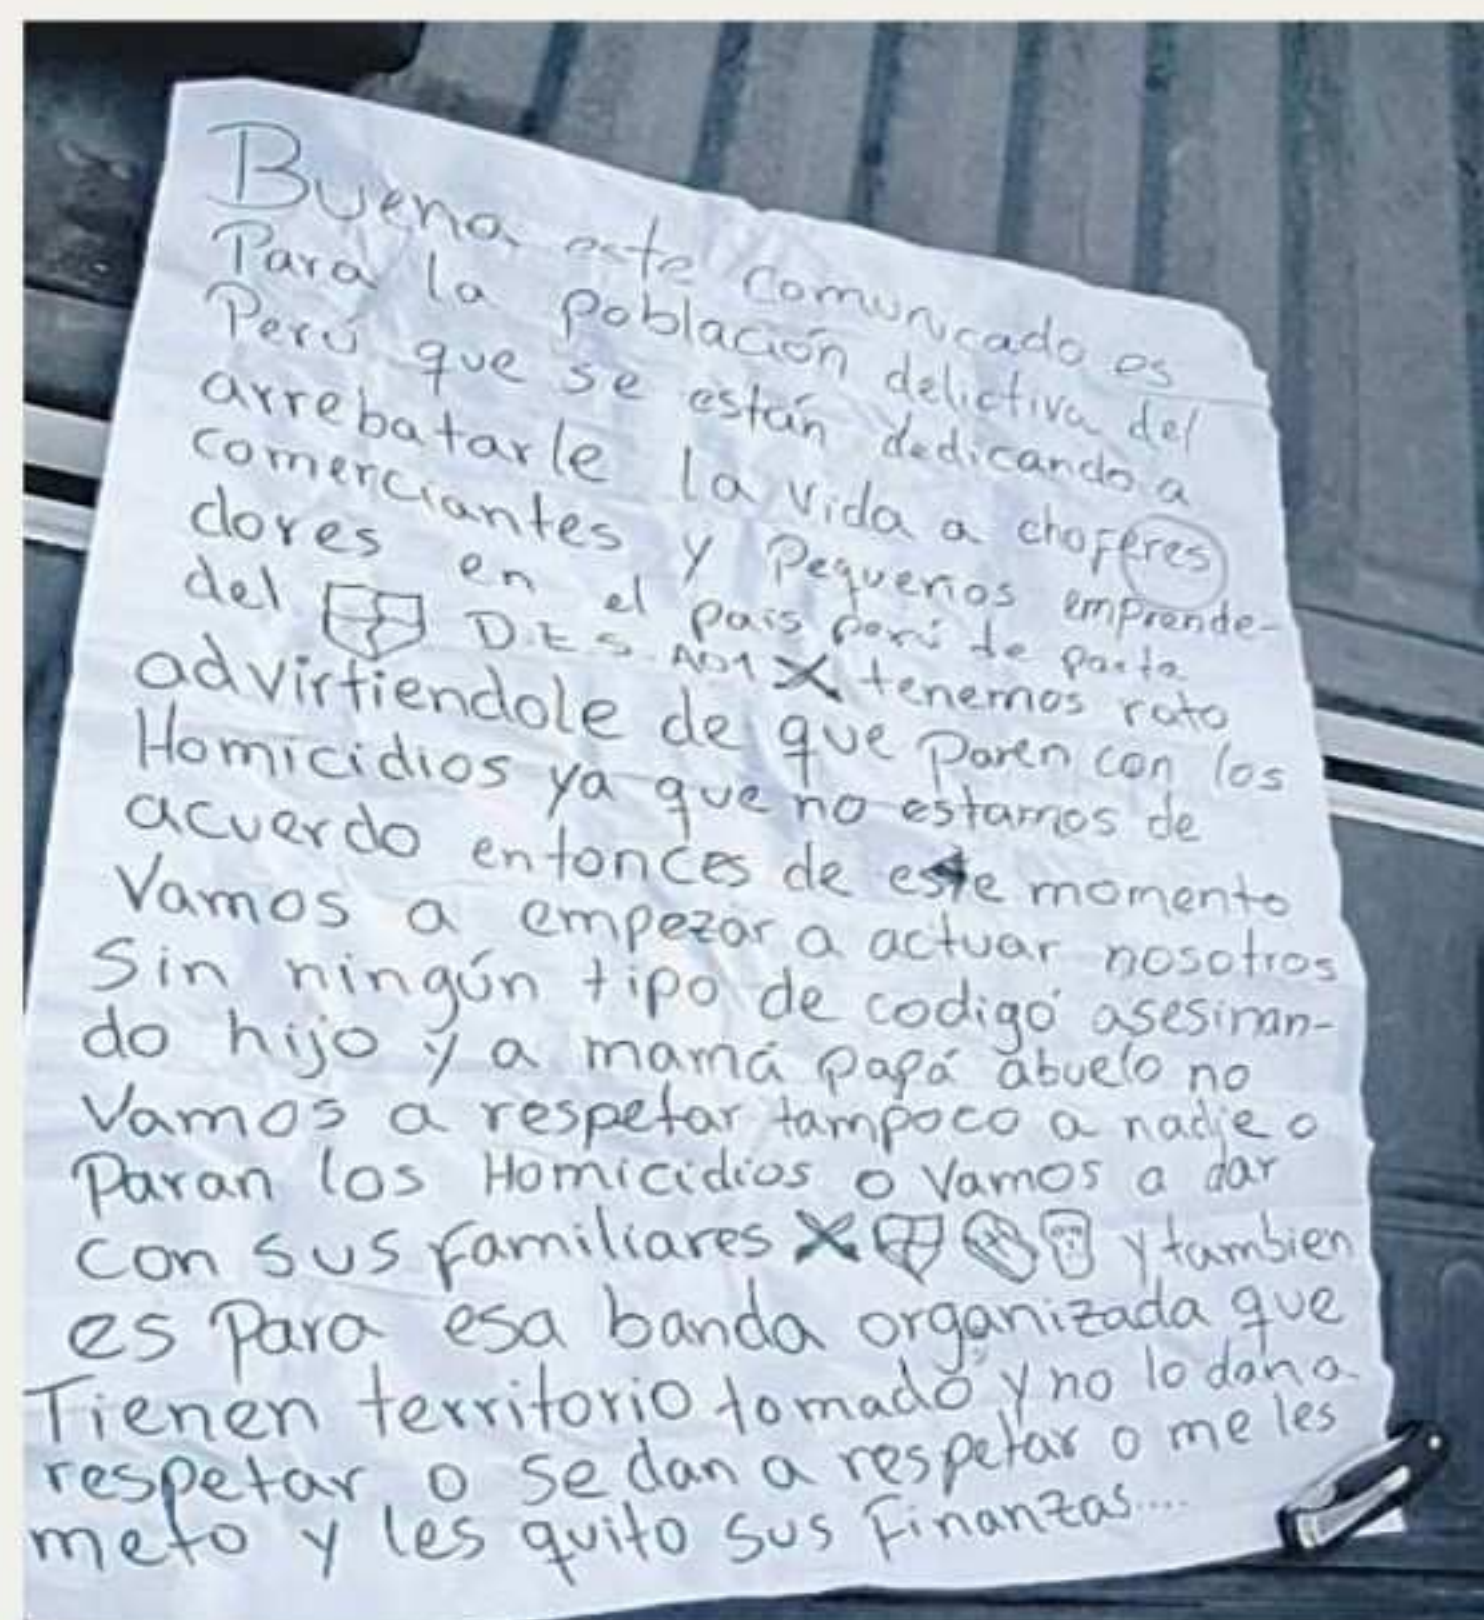 Buena este comunicado es
Para la población delictiva del
Perú que se están dedicando a
arrebatarle la vida a choferes
comerciantes y Pequeños emprende-
dores en el país perú de parte
del D.E.S. AD1 X tenemos rato
advirtiendole de que paren con los
Homicidios ya que no estamos de
acuerdo entonces de este momento
Vamos a empezar a actuar nosotros
Sin ningún tipo de codigó asesinan-
do hijo y a mamá papá abuelo no
Vamos a respetar tampoco a nadie o
Paran los Homicidios o Vamos a dar
con sus familiares X y tambien
es para esa banda organizada que
Tienen territorio tomado y no lo dan a
respetar o se dan a respetar o me les
meto y les quito sus Finanzas....